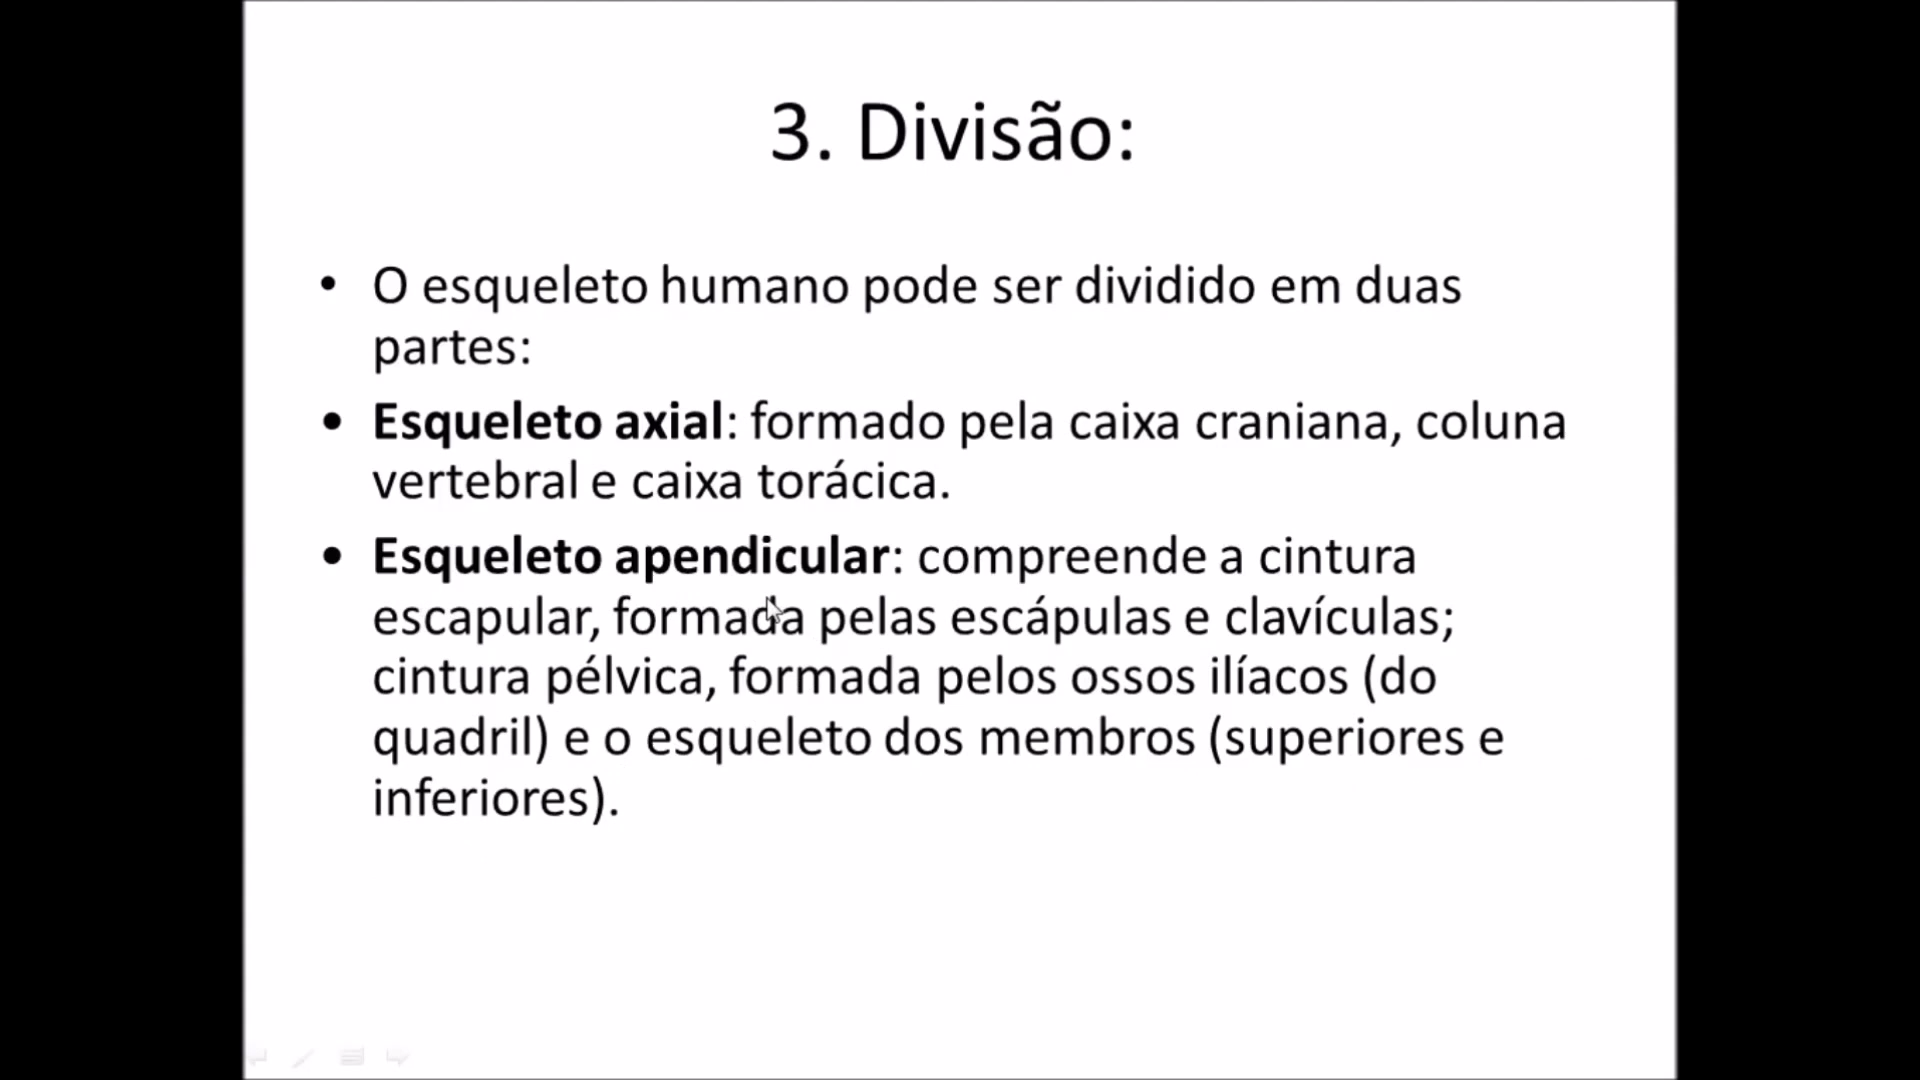 3. Divisão:
• O esqueleto humano pode ser dividido em duas
partes:
• Esqueleto axial: formado pela caixa craniana, coluna
vertebral e caixa torácica.
• Esqueleto apendicular: compreende a cintura
escapular, formada pelas escápulas e clavículas;
cintura pélvica, formada pelos ossos ilíacos (do
quadril) e o esqueleto dos membros (superiores e
inferiores).